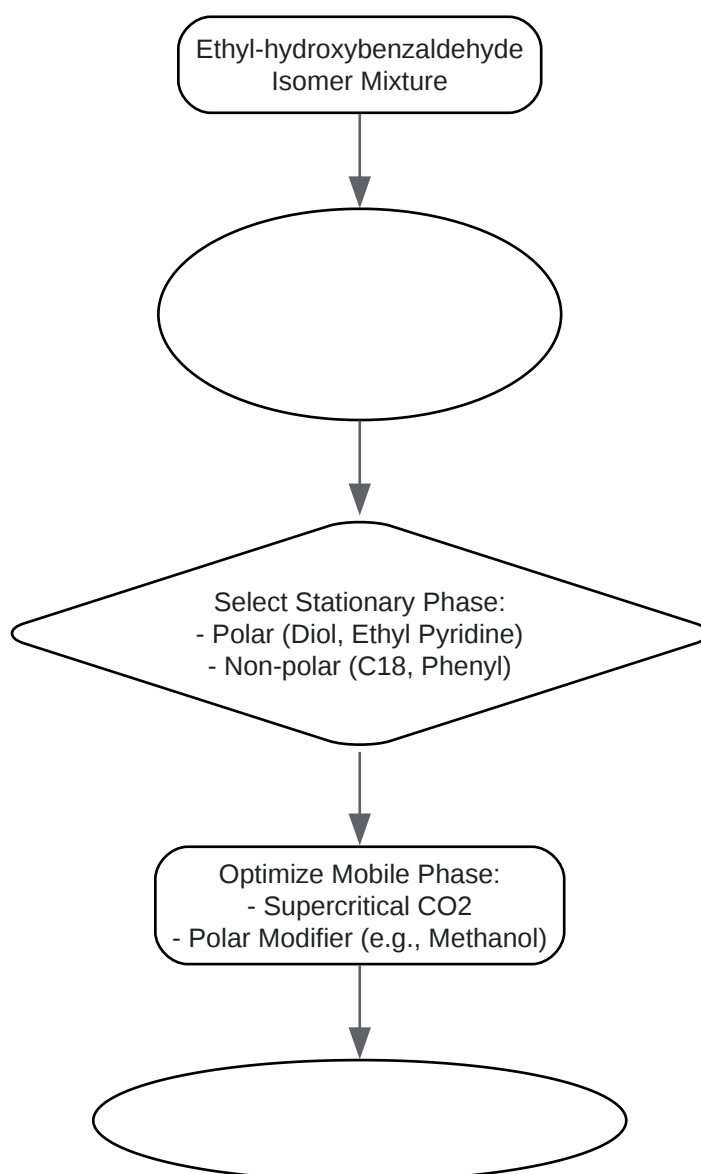 Ethyl-hydroxybenzaldehyde
Isomer Mixture
Select Stationary Phase:
- Polar (Diol, Ethyl Pyridine)
- Non-polar (C18, Phenyl)
Optimize Mobile Phase:
- Supercritical CO2
- Polar Modifier (e.g., Methanol)